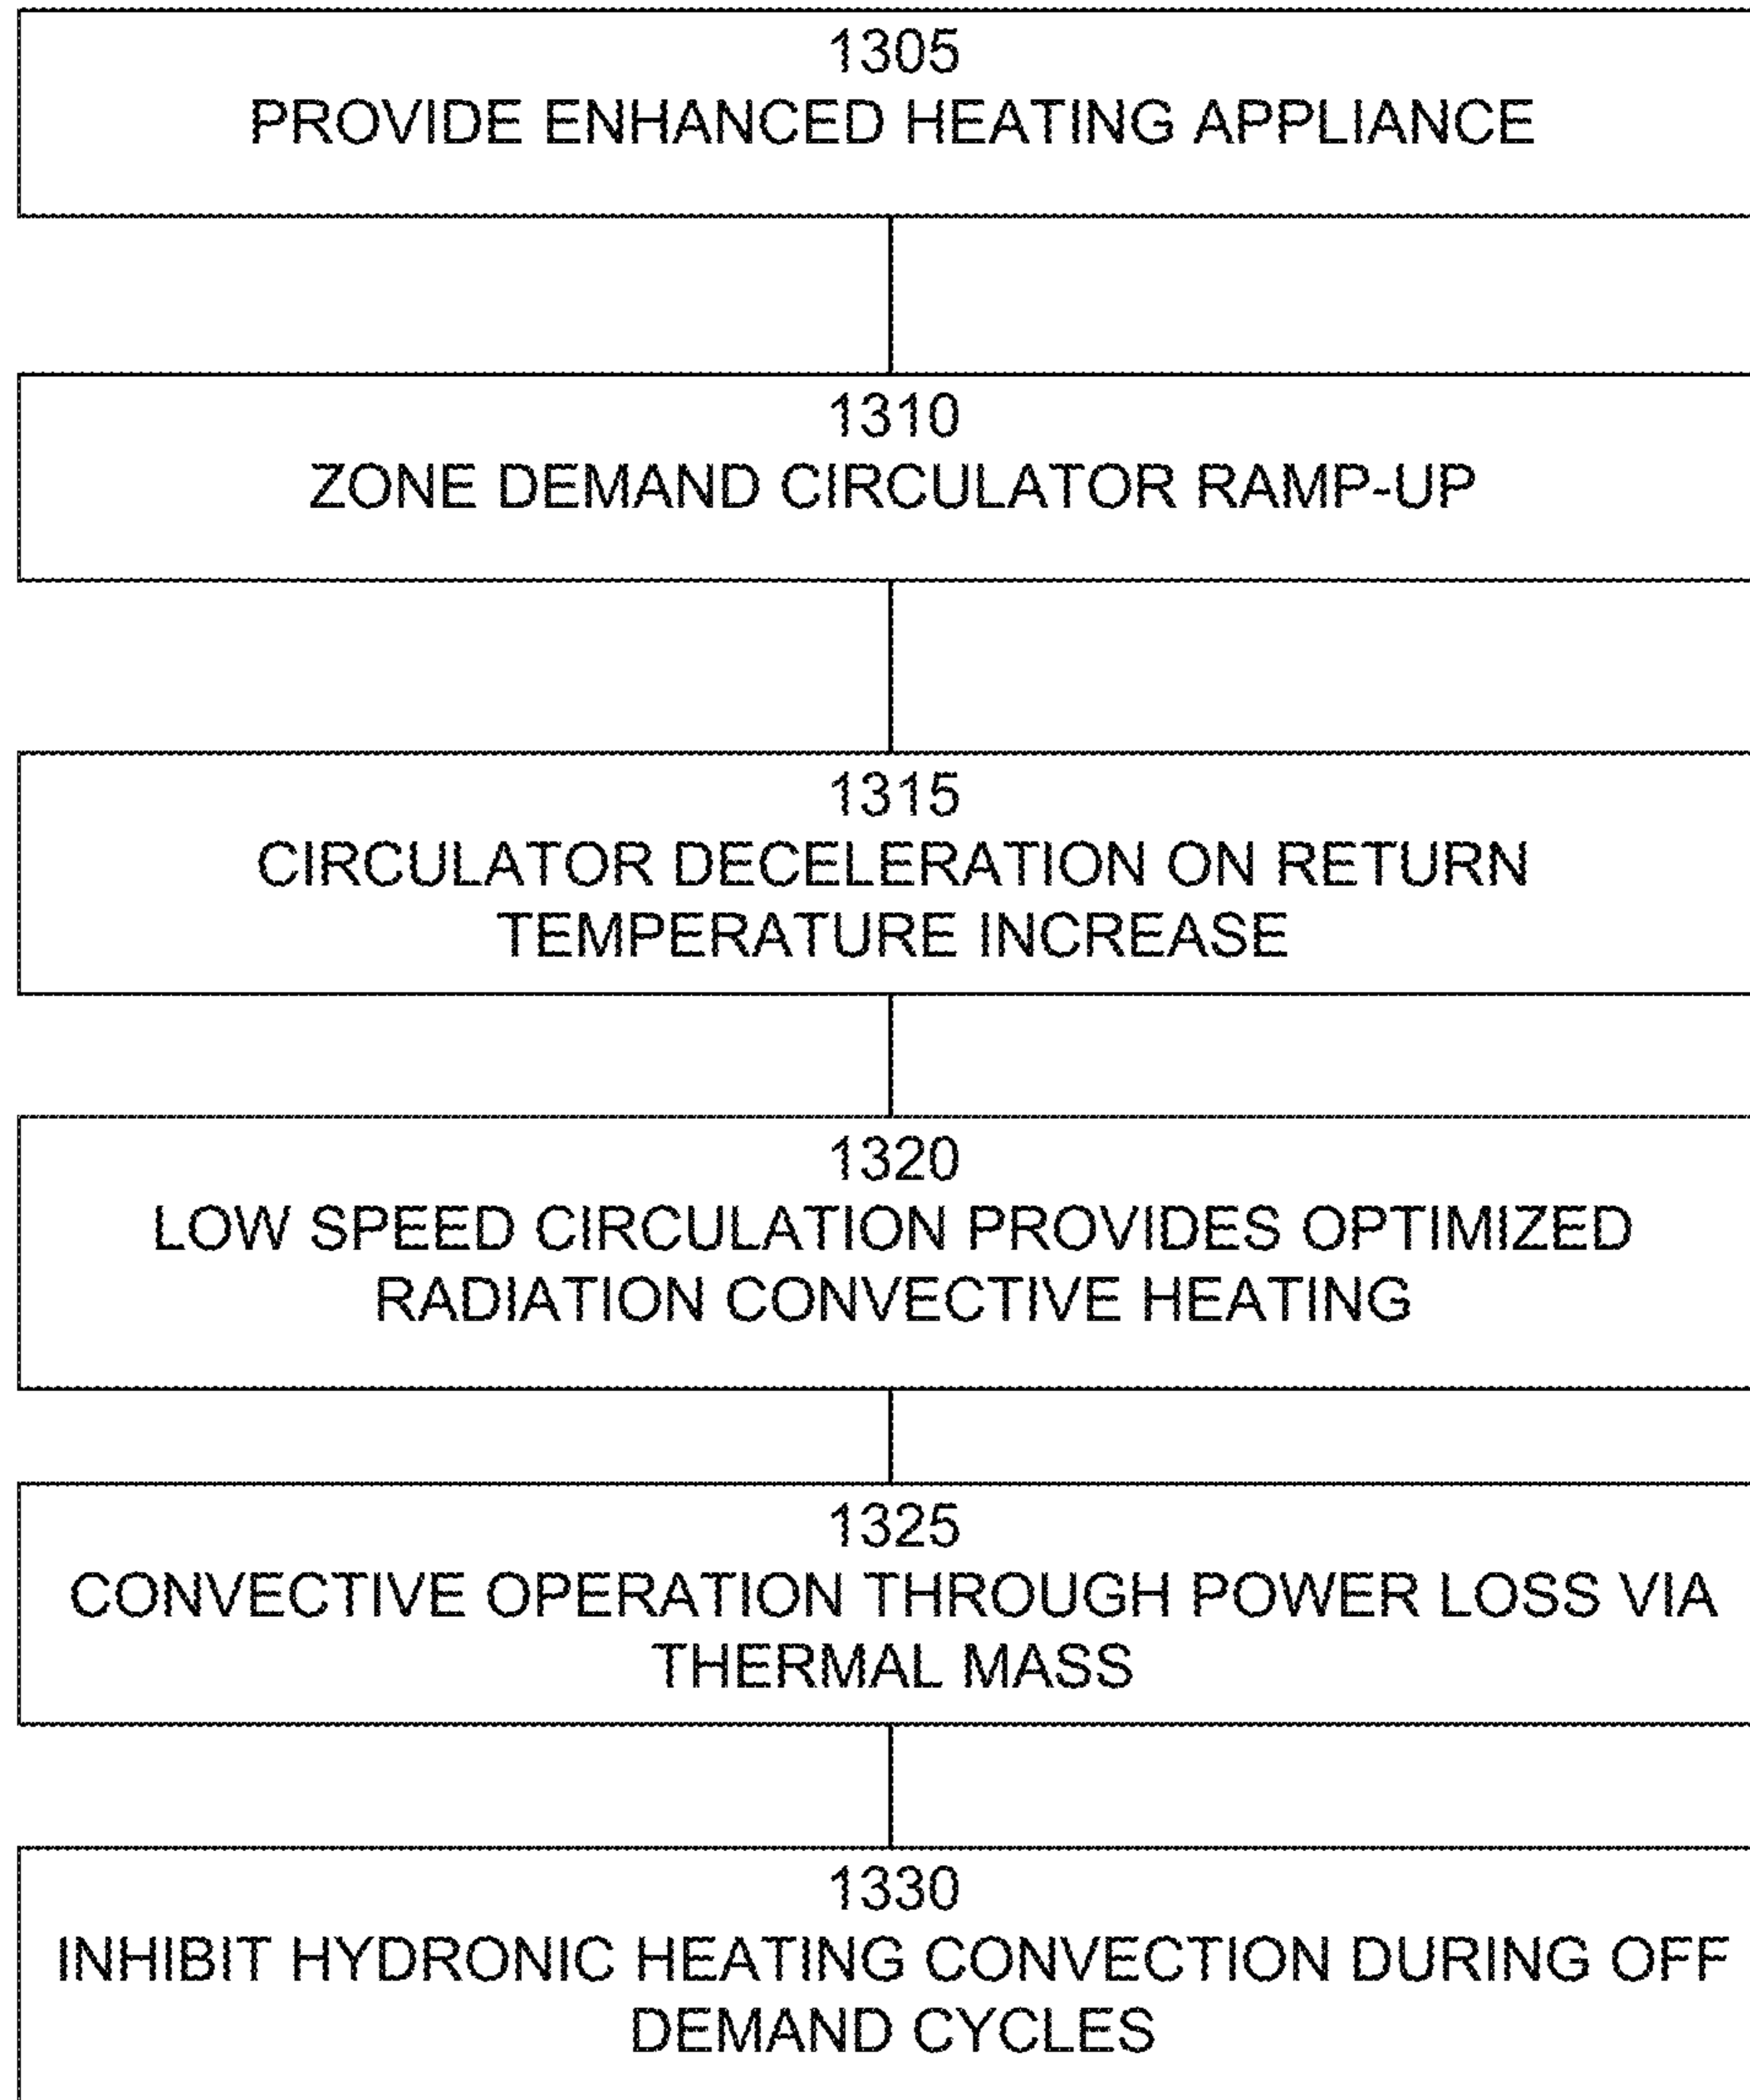 1305
PROVIDE ENHANCED HEATING APPLIANCE
1310
ZONE DEMAND CIRCULATOR RAMP-UP
1315
CIRCULATOR DECELERATION ON RETURN
TEMPERATURE INCREASE
1320
LOW SPEED CIRCULATION PROVIDES OPTIMIZED
RADIATION CONVECTIVE HEATING
1325
CONVECTIVE OPERATION THROUGH POWER LOSS VIA
THERMAL MASS
1330
INHIBIT HYDRONIC HEATING CONVECTION DURING OFF
DEMAND CYCLES